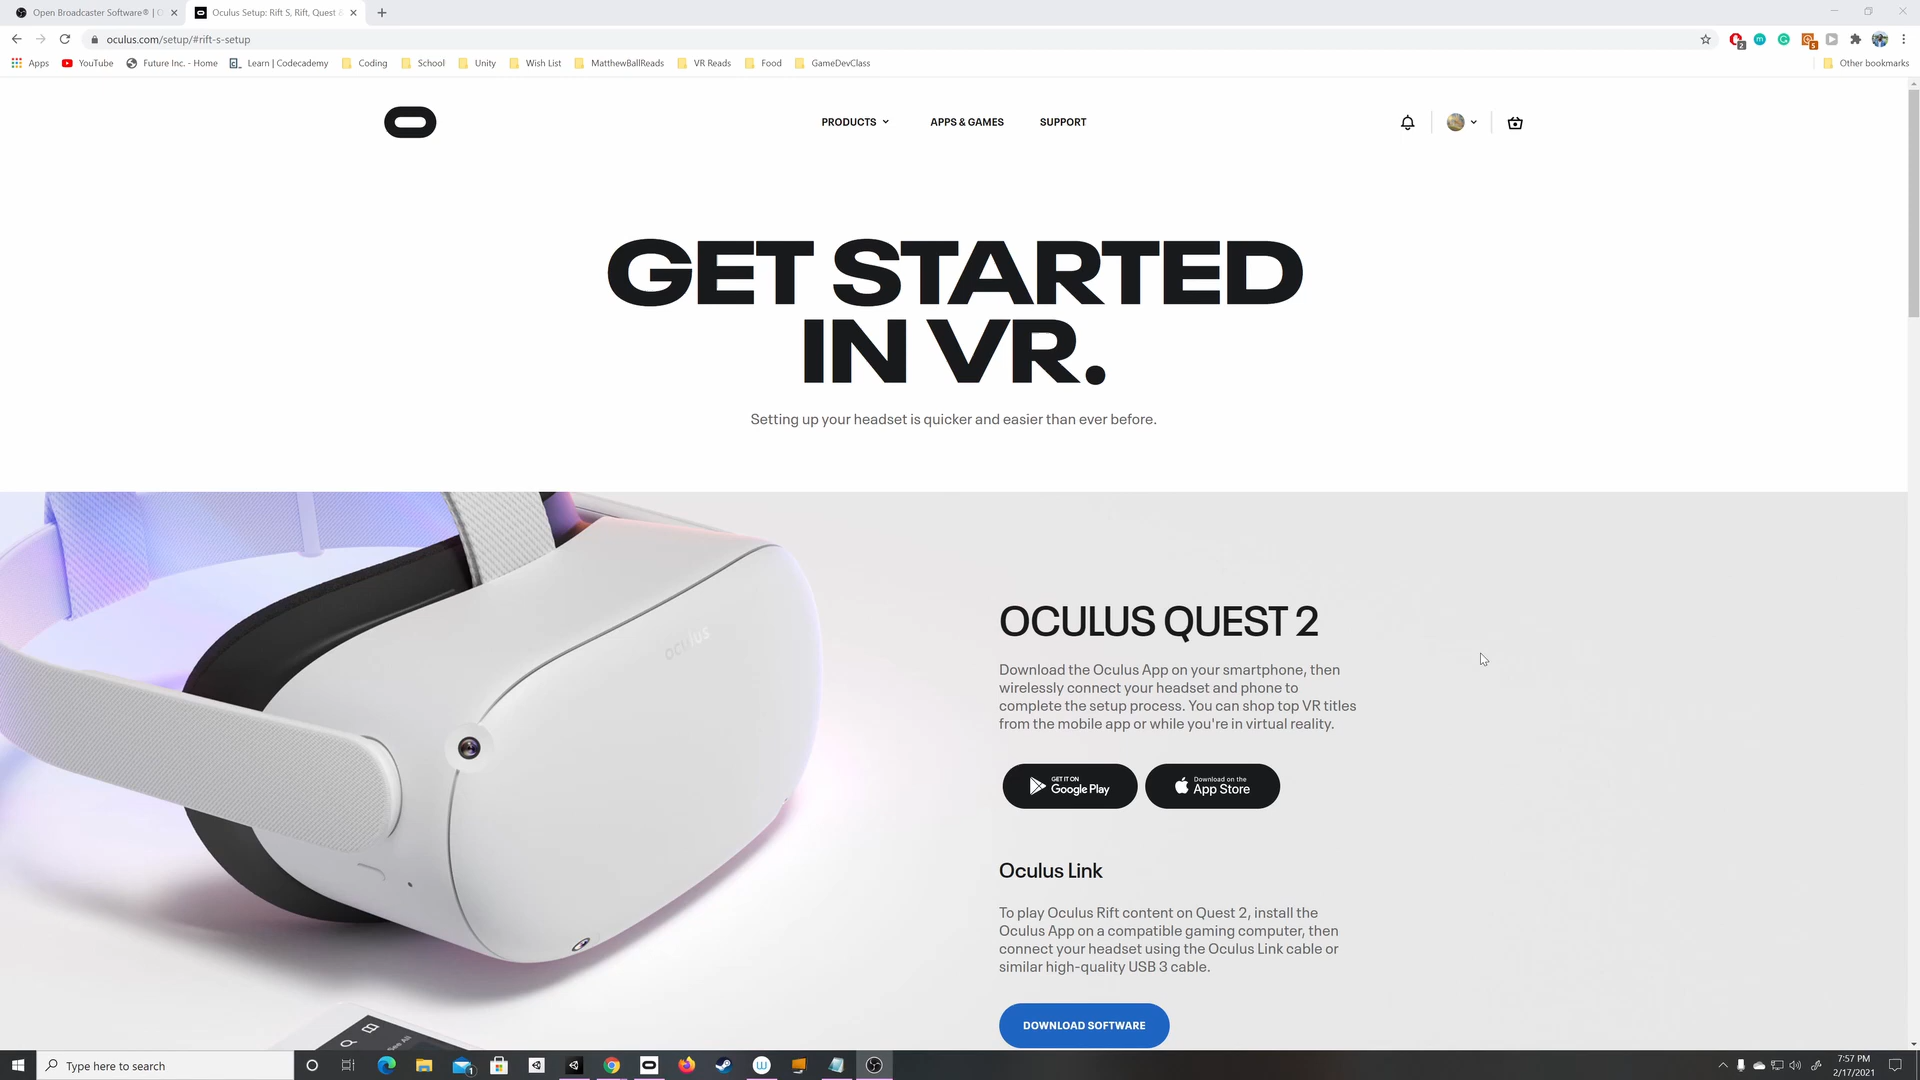 Open Broadcaster Software® |
Oculus Setup: Rift S, Rift, Quest
oculus.com/setup/#rift-s-setup
Apps YouTube Future Inc. - Home Learn | Codecademy Coding School Unity Wish List MatthewBallReads VR Reads Food GameDevClass Other bookmarks
PRODUCTS APPS & GAMES SUPPORT
GET STARTED
IN VR.
Setting up your headset is quicker and easier than ever before.
oculus
OCULUS QUEST 2
Download the Oculus App on your smartphone, then
wirelessly connect your headset and phone to
complete the setup process. You can shop top VR titles
from the mobile app or while you're in virtual reality.
GET IT ON
Google Play
Download on the
App Store
Oculus Link
To play Oculus Rift content on Quest 2, install the
Oculus App on a compatible gaming computer, then
connect your headset using the Oculus Link cable or
similar high-quality USB 3 cable.
DOWNLOAD SOFTWARE
See All
Type here to search
7:57 PM
2/17/2021